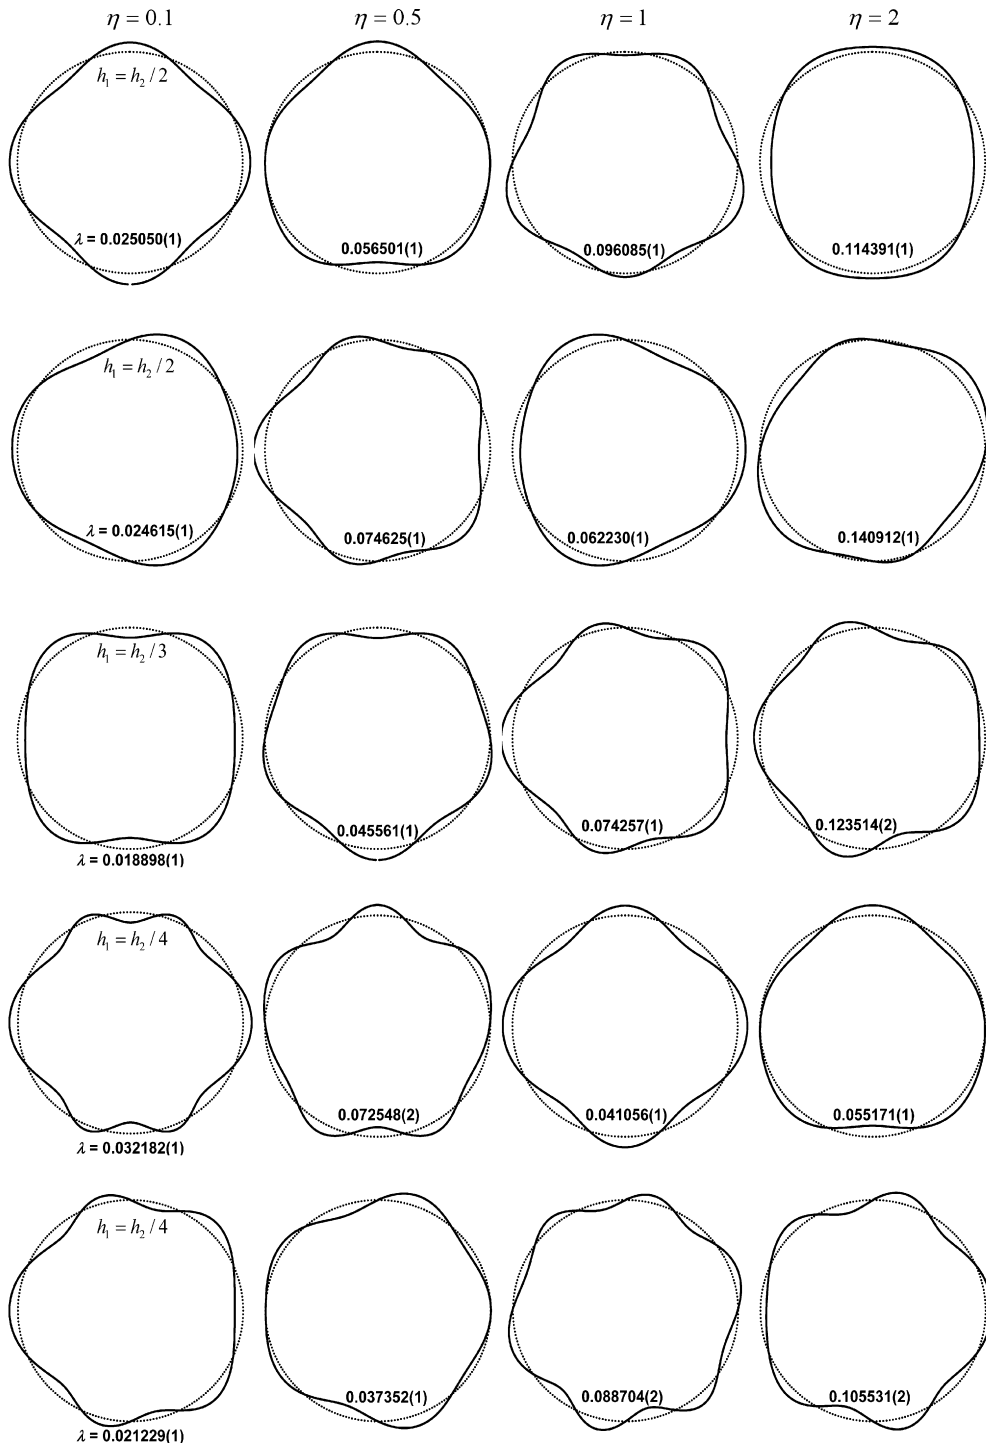 η = 0.1 η = 0.5 η = 1 η = 2
h₁ = h₂ / 2
λ = 0.025050(1) 0.056501(1) 0.096085(1) 0.114391(1)
h₁ = h₂ / 2
λ = 0.024615(1) 0.074625(1) 0.062230(1) 0.140912(1)
h₁ = h₂ / 3
λ = 0.018898(1) 0.045561(1) 0.074257(1) 0.123514(2)
h₁ = h₂ / 4
λ = 0.032182(1) 0.072548(2) 0.041056(1) 0.055171(1)
h₁ = h₂ / 4
λ = 0.021229(1) 0.037352(1) 0.088704(2) 0.105531(2)